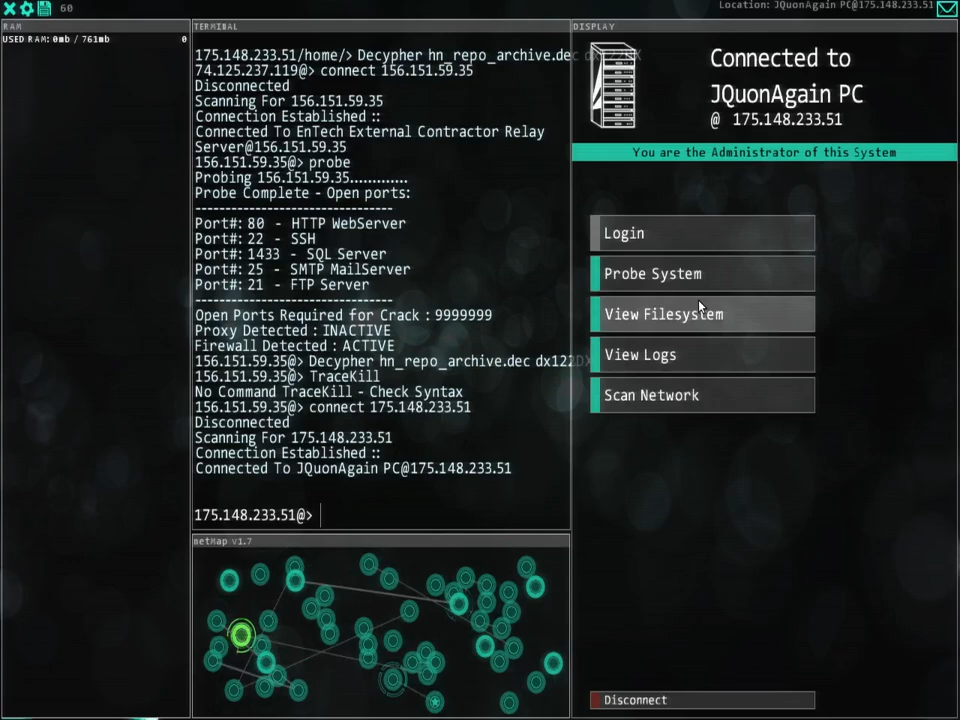 60
Location: JQuonAgain PC@175.148.233.51
RAM
USED RAM: 0mb / 761mb 0
TERMINAL
175.148.233.51/home/> Decypher hn_repo_archive.dec
74.125.237.119@> connect 156.151.59.35
Disconnected
Scanning For 156.151.59.35
Connection Established ::
Connected To EnTech External Contractor Relay
Server@156.151.59.35
156.151.59.35@> probe
Probing 156.151.59.35.............
Probe Complete - Open ports:
---------------------------------
Port#: 80 - HTTP WebServer
Port#: 22 - SSH
Port#: 1433 - SQL Server
Port#: 25 - SMTP MailServer
Port#: 21 - FTP Server
---------------------------------
Open Ports Required for Crack : 9999999
Proxy Detected : INACTIVE
Firewall Detected : ACTIVE
156.151.59.35@> Decypher hn_repo_archive.dec
156.151.59.35@> TraceKill
No Command TraceKill - Check Syntax
156.151.59.35@> connect 175.148.233.51
Disconnected
Scanning For 175.148.233.51
Connection Established ::
Connected To JQuonAgain PC@175.148.233.51
175.148.233.51@>
netMap v1.7
DISPLAY
Connected to
JQuonAgain PC
@ 175.148.233.51
You are the Administrator of this System
Login
Probe System
View Filesystem
View Logs
Scan Network
Disconnect